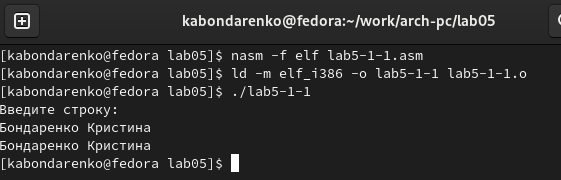 kabondarenko@fedora:~/work/arch-pc/lab05
[kabondarenko@fedora lab05]$ nasm -f elf lab5-1-1.asm
[kabondarenko@fedora lab05]$ ld -m elf_i386 -o lab5-1-1 lab5-1-1.o
[kabondarenko@fedora lab05]$ ./lab5-1-1
Введите строку:
Бондаренко Кристина
Бондаренко Кристина
[kabondarenko@fedora lab05]$